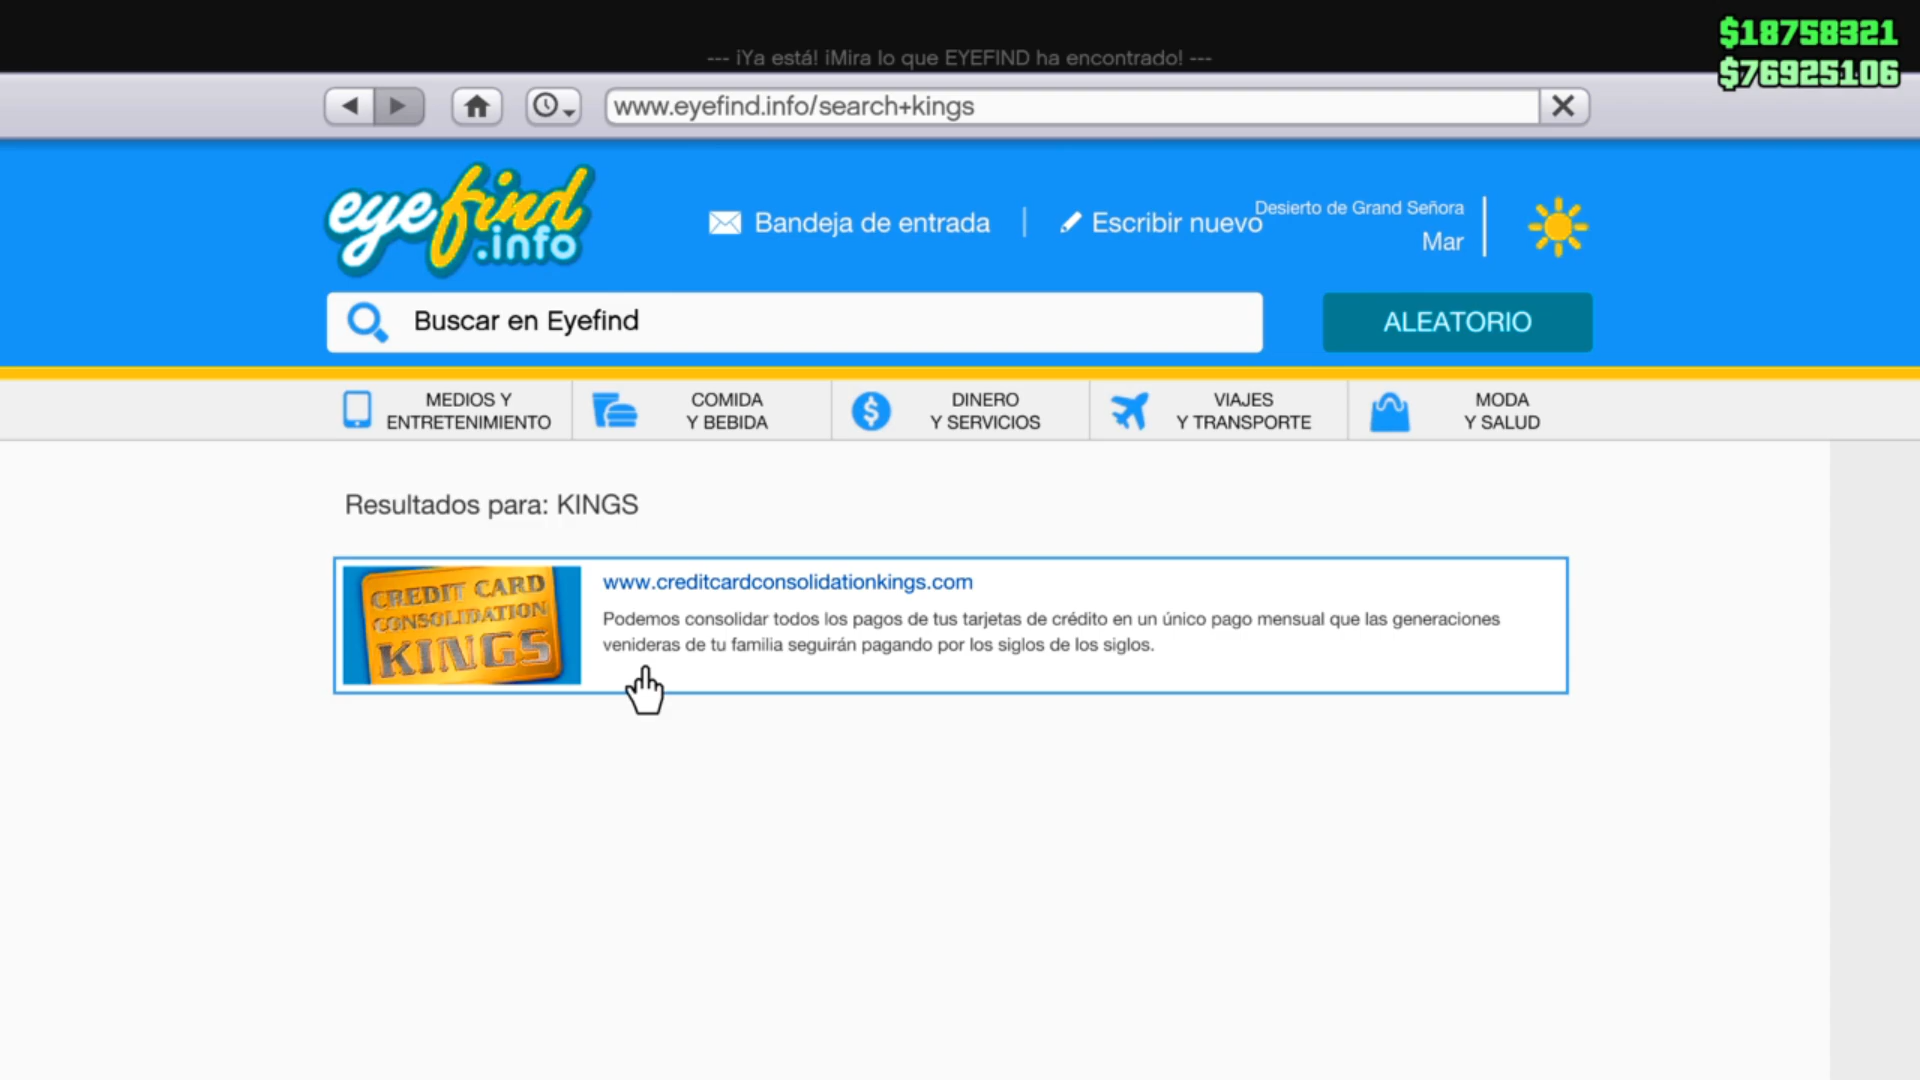 $18758321
--- ¡Ya está! ¡Mira lo que EYEFIND ha encontrado! ---
$76925106
www.eyefind.info/search+kings
eyefind
.info
Bandeja de entrada
Escribir nuevo
Desierto de Grand Señora
Mar
Buscar en Eyefind
ALEATORIO
MEDIOS Y
ENTRETENIMIENTO
COMIDA
Y BEBIDA
DINERO
Y SERVICIOS
VIAJES
Y TRANSPORTE
MODA
Y SALUD
Resultados para: KINGS
CREDIT CARD
CONSOLIDATION
KINGS
www.creditcardconsolidationkings.com
Podemos consolidar todos los pagos de tus tarjetas de crédito en un único pago mensual que las generaciones
venideras de tu familia seguirán pagando por los siglos de los siglos.